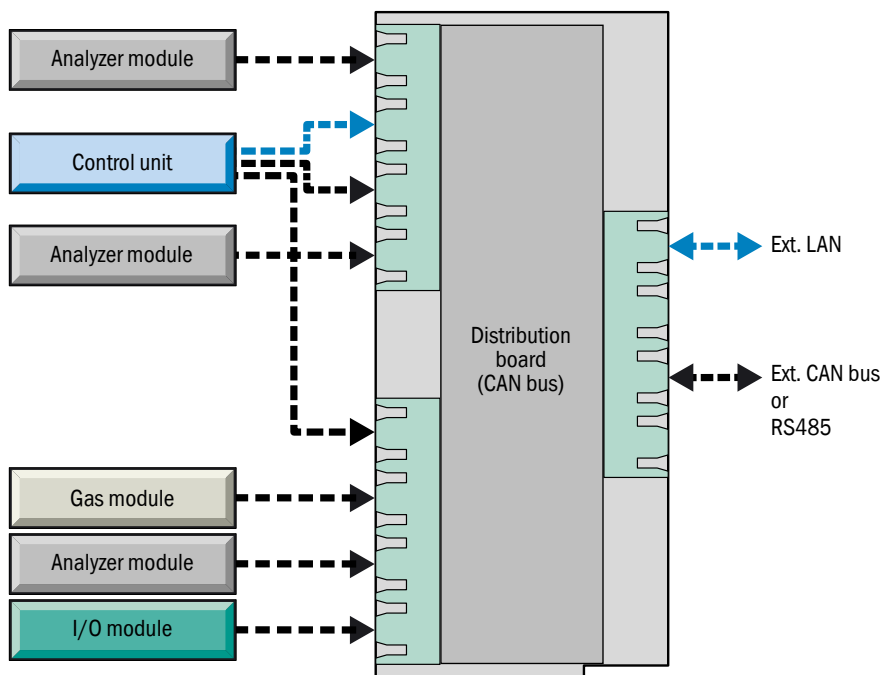 Analyzer module
Control unit
Analyzer module
Gas module
Analyzer module
I/O module
Distribution
board
(CAN bus)
Ext. LAN
Ext. CAN bus
or
RS485